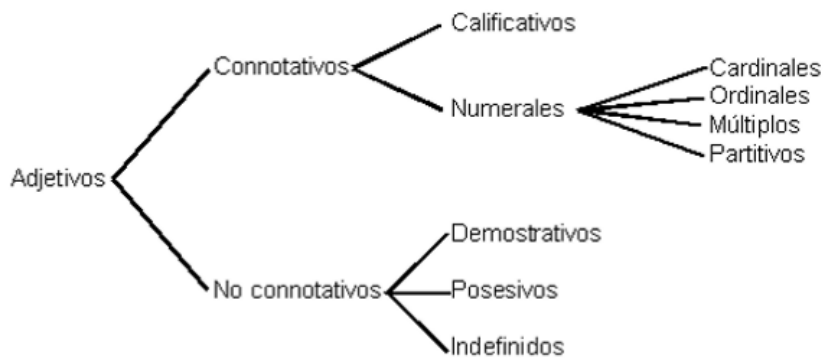 Adjetivos
Connotativos
Calificativos
Numerales
Cardinales
Ordinales
Múltiplos
Partitivos
No connotativos
Demostrativos
Posesivos
Indefinidos